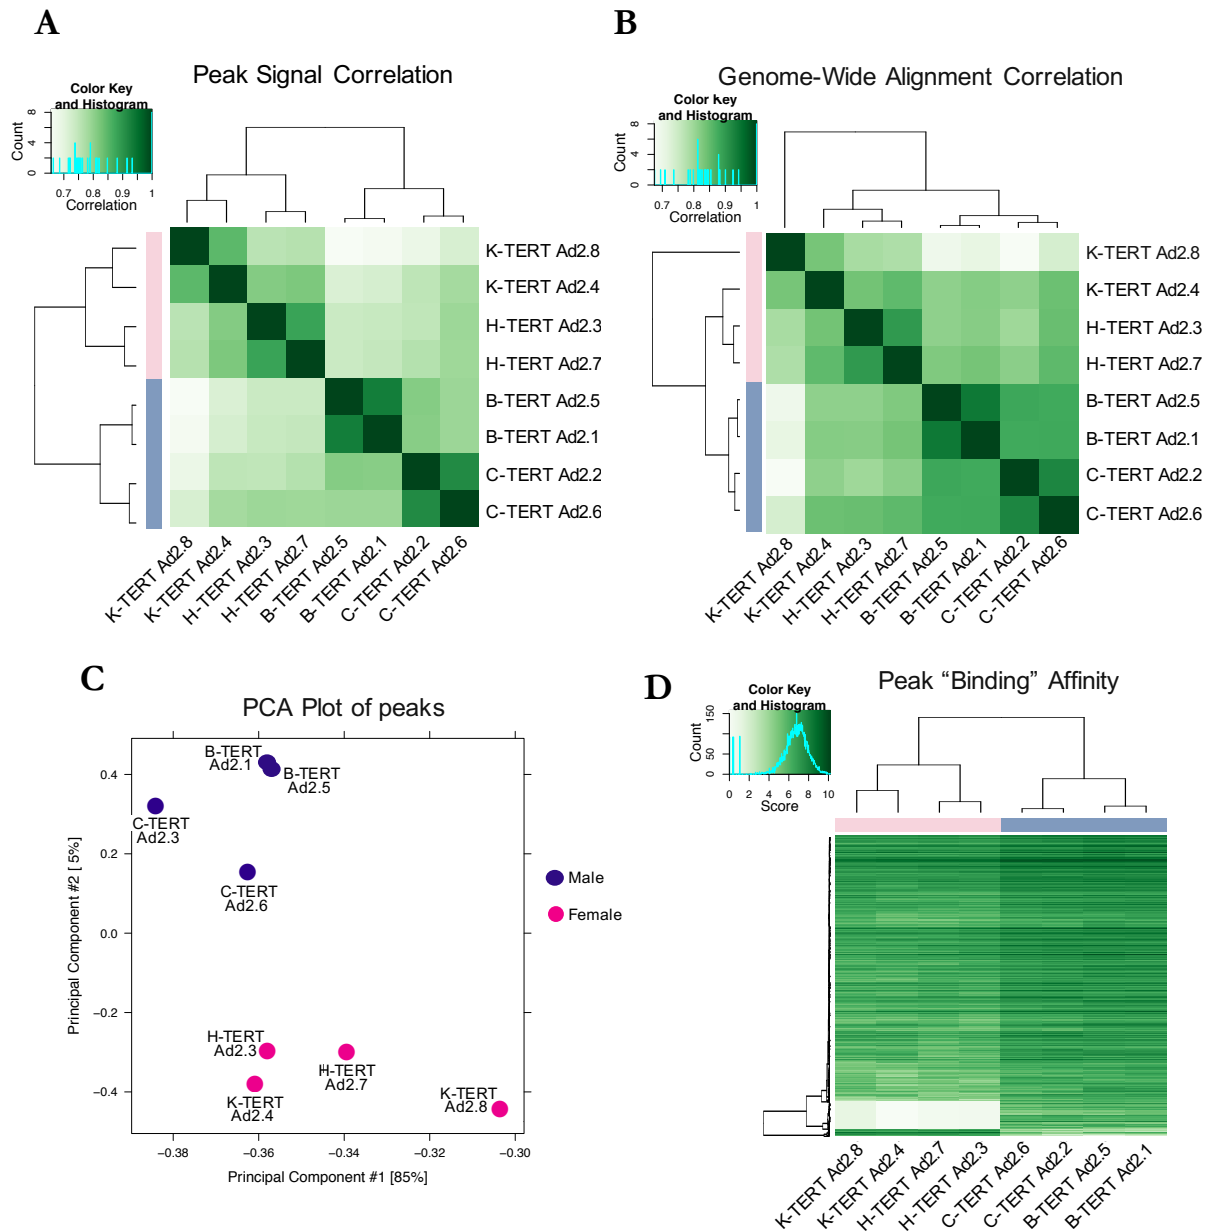 A
Peak Signal Correlation
Color Key
and Histogram
Count
0 4 8
0.7 0.8 0.9 1
Correlation
K-TERT Ad2.8
K-TERT Ad2.4
H-TERT Ad2.3
H-TERT Ad2.7
B-TERT Ad2.5
B-TERT Ad2.1
C-TERT Ad2.2
C-TERT Ad2.6
K-TERT Ad2.8
K-TERT Ad2.4
H-TERT Ad2.3
H-TERT Ad2.7
B-TERT Ad2.5
B-TERT Ad2.1
C-TERT Ad2.2
C-TERT Ad2.6
B
Genome-Wide Alignment Correlation
Color Key
and Histogram
Count
0 4 8
0.7 0.8 0.9 1
Correlation
K-TERT Ad2.8
K-TERT Ad2.4
H-TERT Ad2.3
H-TERT Ad2.7
B-TERT Ad2.5
B-TERT Ad2.1
C-TERT Ad2.2
C-TERT Ad2.6
K-TERT Ad2.8
K-TERT Ad2.4
H-TERT Ad2.3
H-TERT Ad2.7
B-TERT Ad2.5
B-TERT Ad2.1
C-TERT Ad2.2
C-TERT Ad2.6
C
PCA Plot of peaks
Principal Component #2 [ 5%]
0.4
0.2
0.0
−0.2
−0.4
B-TERT
Ad2.1
B-TERT
Ad2.5
C-TERT
Ad2.3
C-TERT
Ad2.6
H-TERT
Ad2.3
H-TERT
Ad2.7
K-TERT
Ad2.4
K-TERT
Ad2.8
−0.38 −0.36 −0.34 −0.32 −0.30
Principal Component #1 [85%]
Male
Female
D
Peak “Binding” Affinity
Color Key
and Histogram
Count
0 50 150
0 2 4 6 8 10
Score
K-TERT Ad2.8
K-TERT Ad2.4
H-TERT Ad2.7
H-TERT Ad2.3
C-TERT Ad2.6
C-TERT Ad2.2
B-TERT Ad2.5
B-TERT Ad2.1